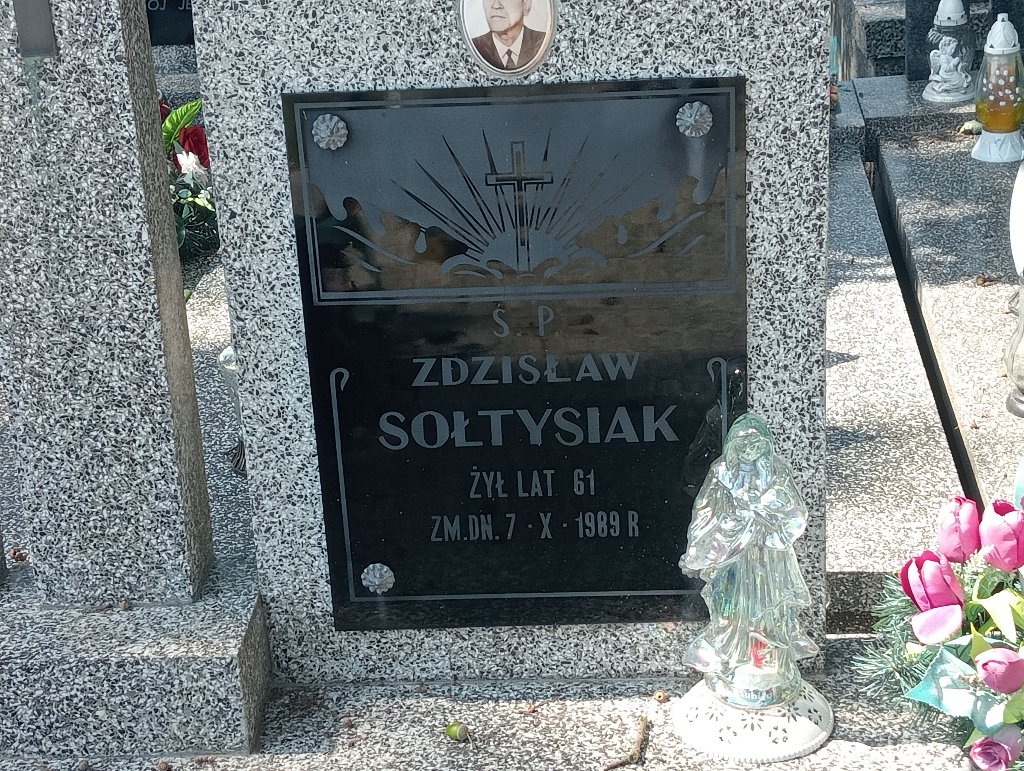 Ś. P
ZDZISŁAW
SOŁTYSIAK
ŻYŁ LAT 61
ZM. DN. 7 · X · 1989 R